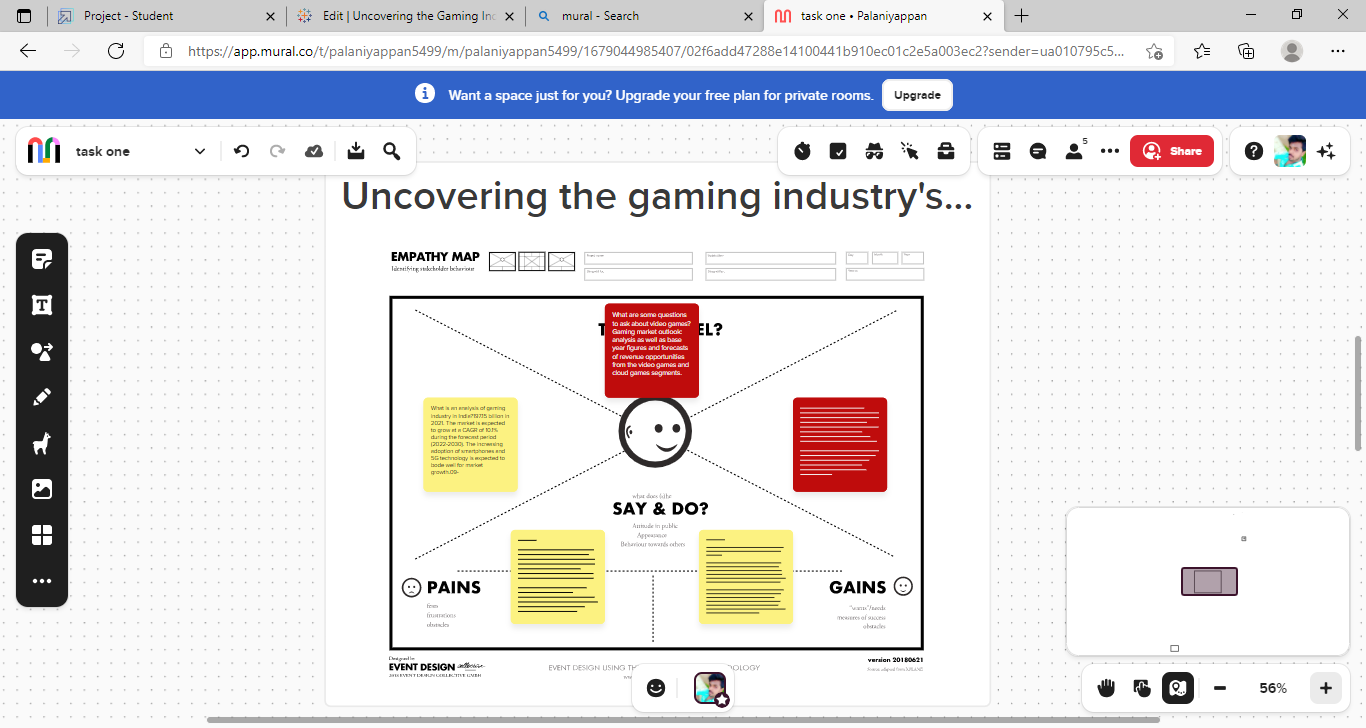 Project - Student
Edit | Uncovering the Gaming In
mural - Search
task one • Palaniyappan
https://app.mural.co/t/palaniyappan5499/m/palaniyappan5499/1679044985407/02f6add47288e14100441b910ec01c2e5a003ec2?sender=ua010795c5...
Want a space just for you? Upgrade your free plan for private rooms.
Upgrade
task one
5
Share
Uncovering the gaming industry's...
EMPATHY MAP
Identifying stakeholder behaviour
What are some questions
to ask about video games?
Gaming market outlook:
analysis as well as base
year figures and forecasts
of revenue opportunities
from the video games and
cloud games segments.
EL?
What is an analysis of gaming
industry in India?197.15 billion in
2021. The market is expected
to grow at a CAGR of 10.1%
during the forecast period
(2022-2030). The increasing
adoption of smartphones and
5G technology is expected to
bode well for market
growth.09-
what does (s)he
SAY & DO?
Attitude in public
Appearance
Behaviour towards others
PAINS
fears
frustrations
obstacles
GAINS
"wants"/needs
measures of success
obstacles
Designed by
EVENT DESIGN collective
2016 EVENT DESIGN COLLECTIVE GMBH
EVENT DESIGN USING TH
OLOGY
version 20180621
56%